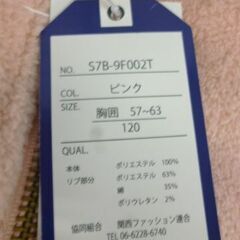 NO. S7B-9F002T
COL. ピンク
SIZE. 胸囲 57~63
120
QUAL.
本体 ポリエステル 100%
リブ部分 ポリエステル 63%
綿 35%
ポリウレタン 2%
協同組合 関西ファッション連合
TEL 06-6228-6740